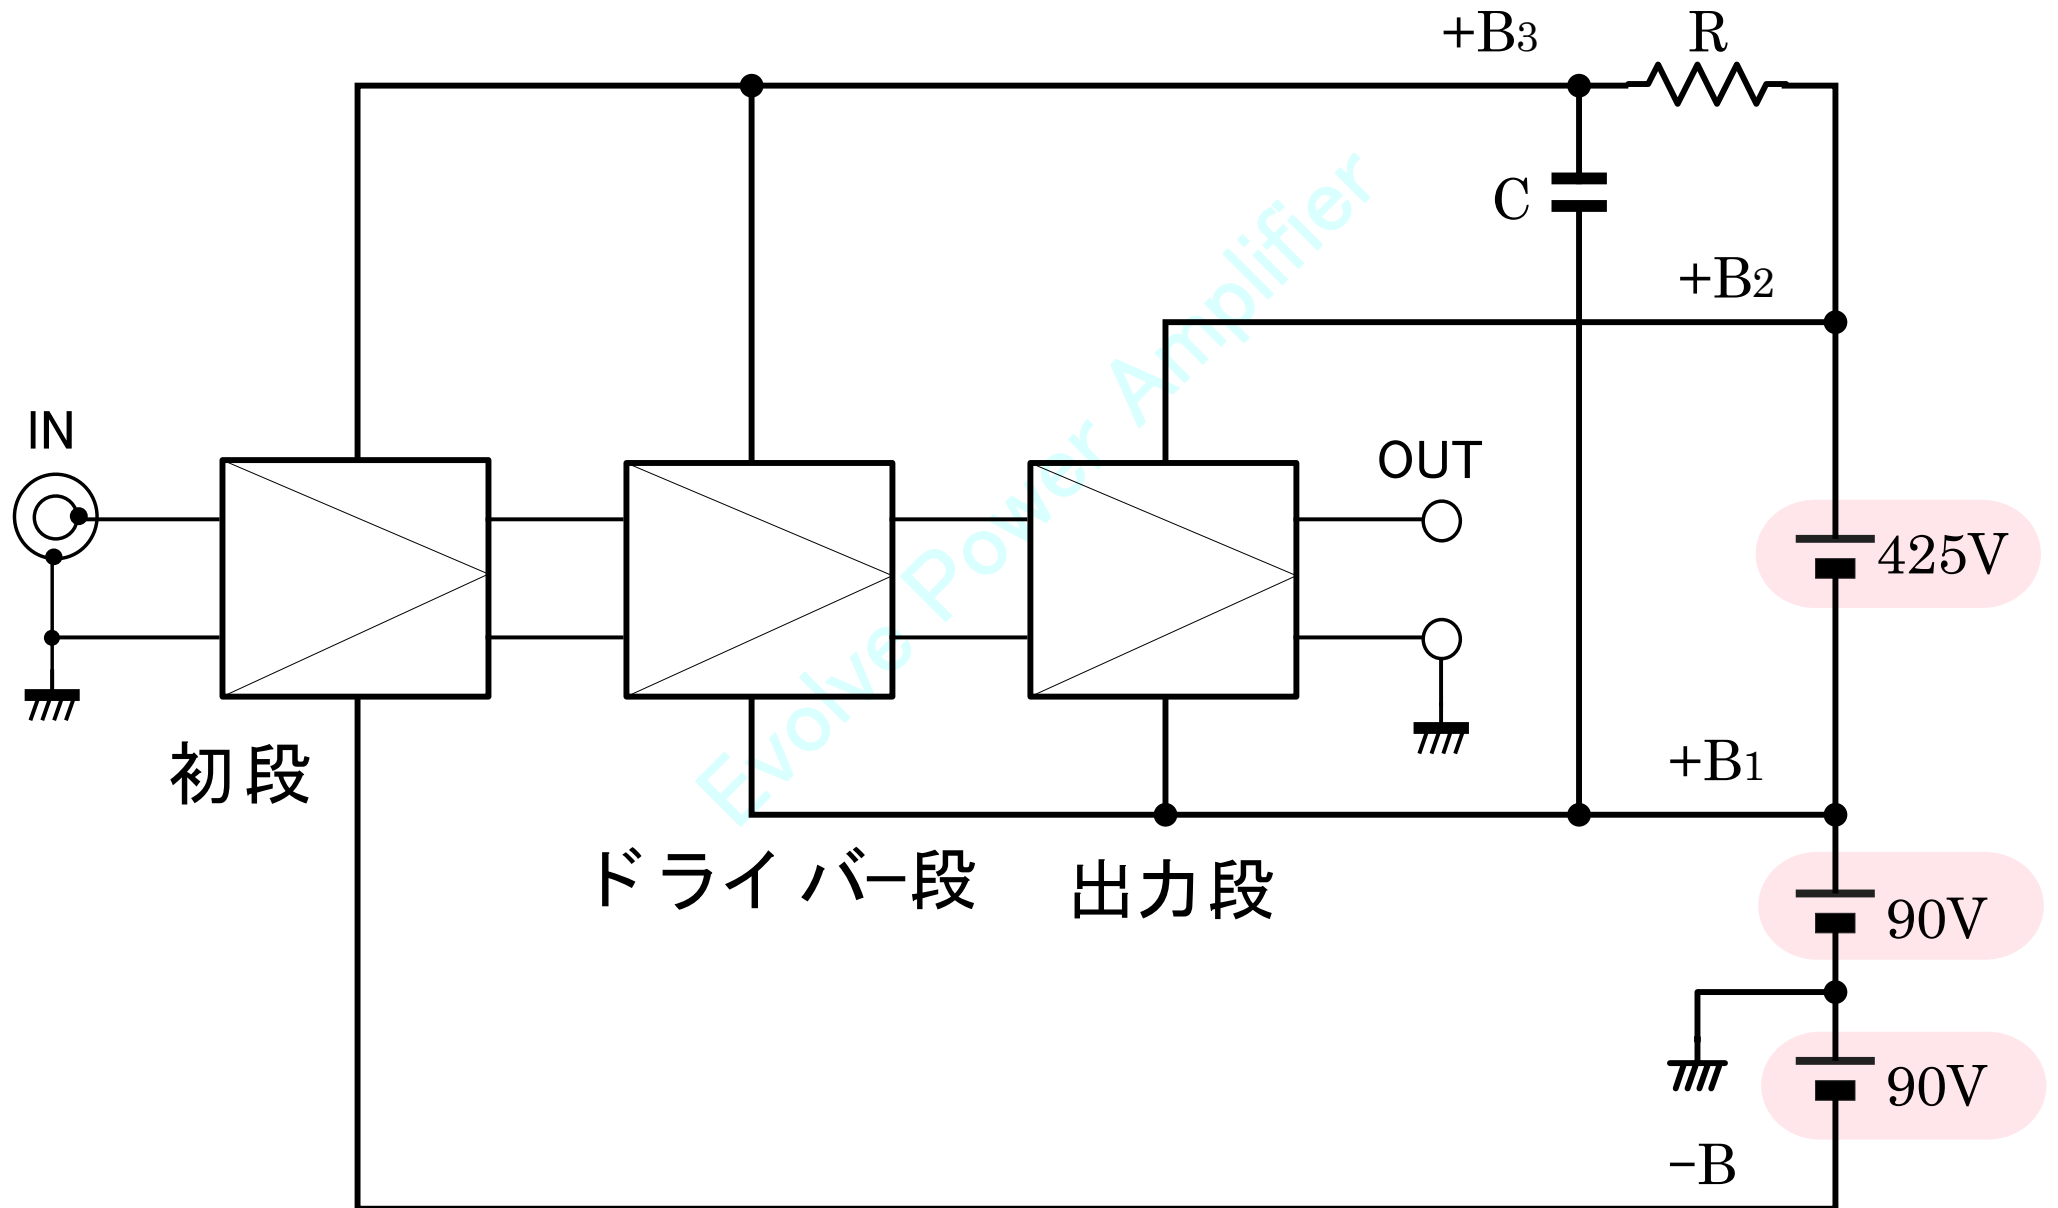 +B3
R
C
+B2
IN
OUT
425V
+B1
初段
ドライバー段
出力段
90V
90V
−B
Evolve Power Amplifier